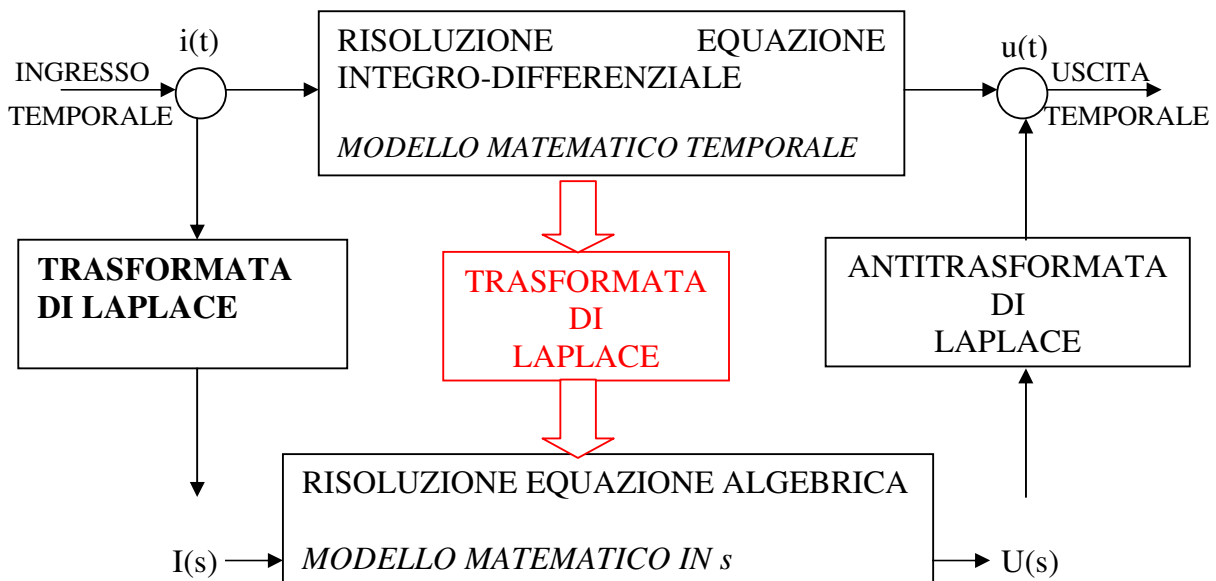 i(t)
RISOLUZIONE EQUAZIONE
INTEGRO-DIFFERENZIALE
MODELLO MATEMATICO TEMPORALE
u(t)
INGRESSO
TEMPORALE
USCITA
TEMPORALE
TRASFORMATA
DI LAPLACE
TRASFORMATA
DI
LAPLACE
ANTITRASFORMATA
DI
LAPLACE
RISOLUZIONE EQUAZIONE ALGEBRICA
I(s)
MODELLO MATEMATICO IN s
U(s)